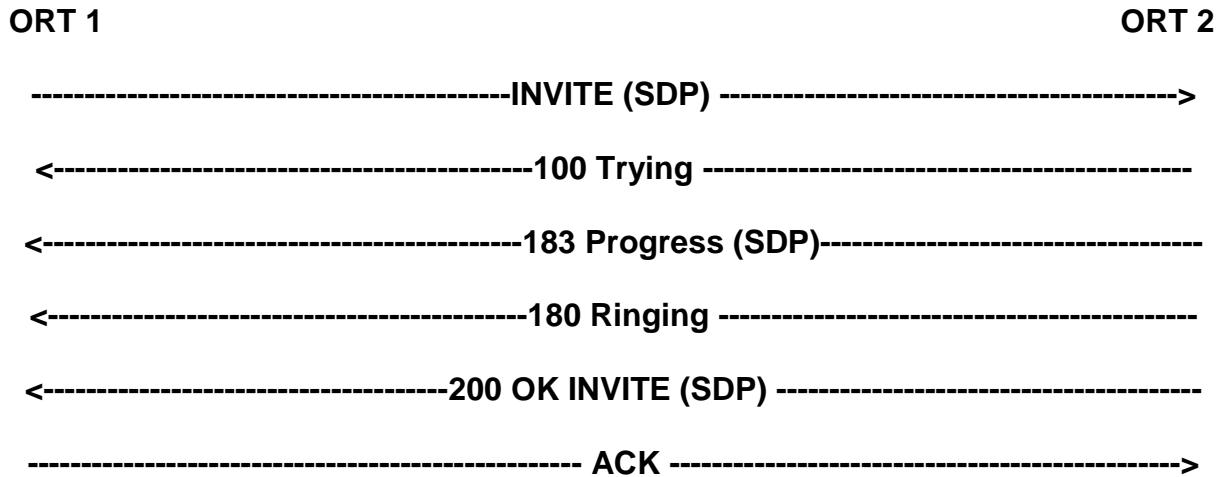 ORT 1 ORT 2
---------------------------------------------INVITE (SDP) ------------------------------------------->
<---------------------------------------------100 Trying ----------------------------------------------
<---------------------------------------------183 Progress (SDP)------------------------------------
<---------------------------------------------180 Ringing ---------------------------------------------
<--------------------------------------200 OK INVITE (SDP) ----------------------------------------
---------------------------------------------------- ACK ------------------------------------------------>